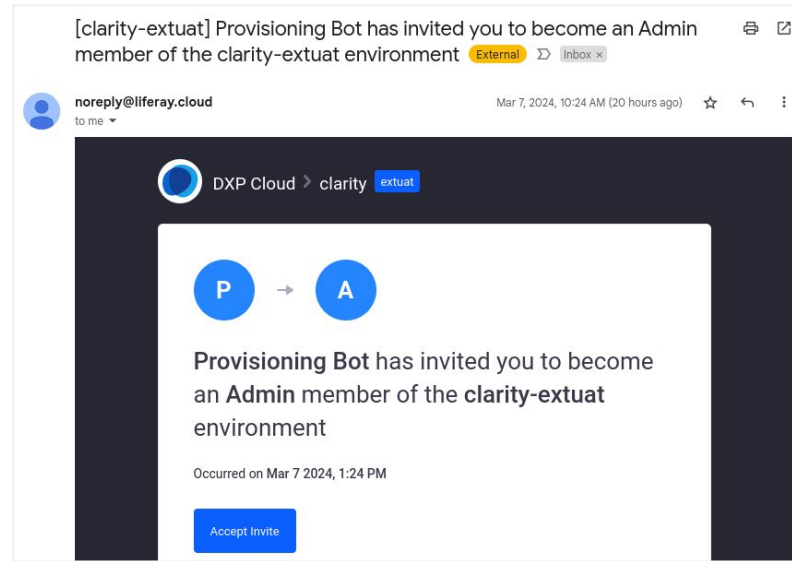 [clarity-extuat] Provisioning Bot has invited you to become an Admin
member of the clarity-extuat environment External Inbox ×
noreply@liferay.cloud Mar 7, 2024, 10:24 AM (20 hours ago)
to me
DXP Cloud > clarity extuat
P → A
Provisioning Bot has invited you to become
an Admin member of the clarity-extuat
environment
Occurred on Mar 7 2024, 1:24 PM
Accept Invite